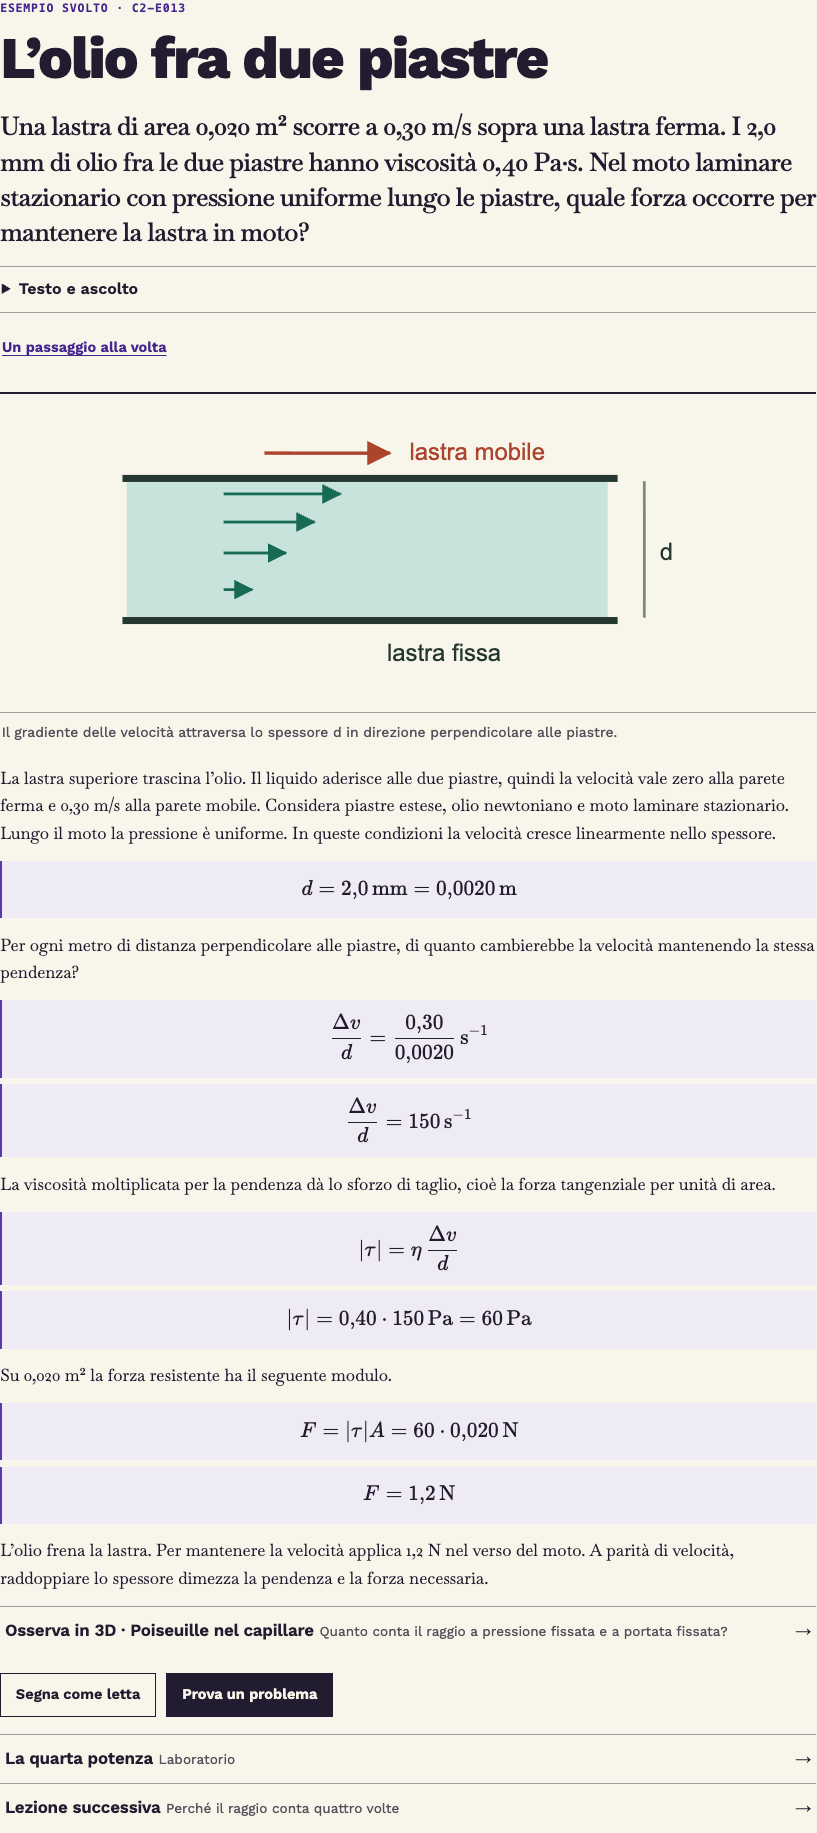 ESEMPIO SVOLTO · C2–E013
L’olio fra due piastre
Una lastra di area 0,020 m² scorre a 0,30 m/s sopra una lastra ferma. I 2,0
mm di olio fra le due piastre hanno viscosità 0,40 Pa·s. Nel moto laminare
stazionario con pressione uniforme lungo le piastre, quale forza occorre per
mantenere la lastra in moto?
▶ Testo e ascolto
Un passaggio alla volta
lastra mobile
d
lastra fissa
Il gradiente delle velocità attraversa lo spessore d in direzione perpendicolare alle piastre.
La lastra superiore trascina l’olio. Il liquido aderisce alle due piastre, quindi la velocità vale zero alla parete
ferma e 0,30 m/s alla parete mobile. Considera piastre estese, olio newtoniano e moto laminare stazionario.
Lungo il moto la pressione è uniforme. In queste condizioni la velocità cresce linearmente nello spessore.
d = 2,0 mm = 0,0020 m
Per ogni metro di distanza perpendicolare alle piastre, di quanto cambierebbe la velocità mantenendo la stessa
pendenza?
Δv/d = 0,30/0,0020 s⁻¹
Δv/d = 150 s⁻¹
La viscosità moltiplicata per la pendenza dà lo sforzo di taglio, cioè la forza tangenziale per unità di area.
|τ| = η Δv/d
|τ| = 0,40 · 150 Pa = 60 Pa
Su 0,020 m² la forza resistente ha il seguente modulo.
F = |τ|A = 60 · 0,020 N
F = 1,2 N
L’olio frena la lastra. Per mantenere la velocità applica 1,2 N nel verso del moto. A parità di velocità,
raddoppiare lo spessore dimezza la pendenza e la forza necessaria.
Osserva in 3D · Poiseuille nel capillare Quanto conta il raggio a pressione fissata e a portata fissata? →
Segna come letta Prova un problema
La quarta potenza Laboratorio →
Lezione successiva Perché il raggio conta quattro volte →